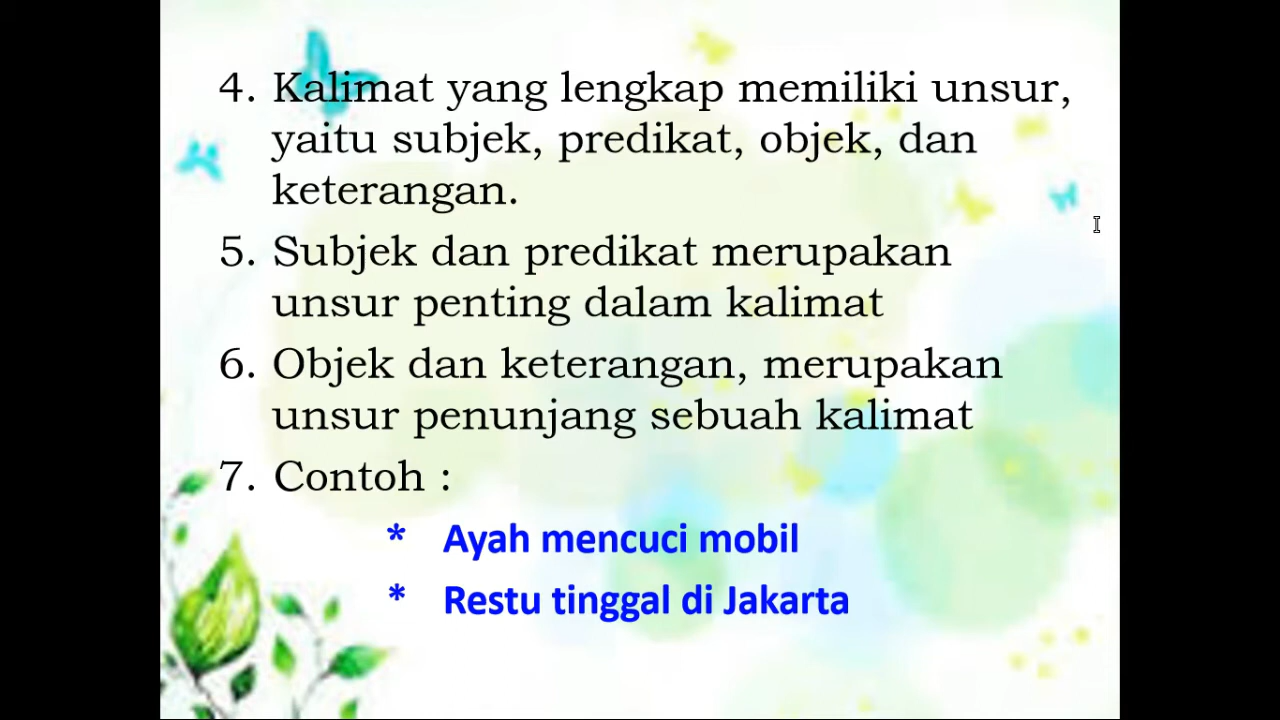 4. Kalimat yang lengkap memiliki unsur,
yaitu subjek, predikat, objek, dan
keterangan.
5. Subjek dan predikat merupakan
unsur penting dalam kalimat
6. Objek dan keterangan, merupakan
unsur penunjang sebuah kalimat
7. Contoh :
* Ayah mencuci mobil
* Restu tinggal di Jakarta